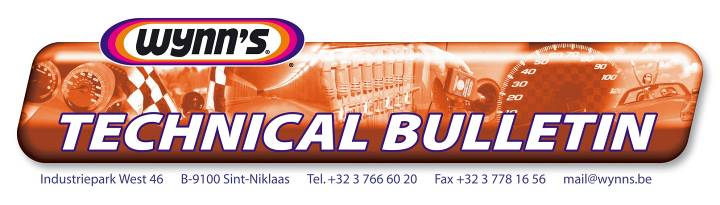 WYNN'S®
®
TECHNICAL BULLETIN
Industriepark West 46 B-9100 Sint-Niklaas Tel. +32 3 766 60 20 Fax +32 3 778 16 56 mail@wynns.be